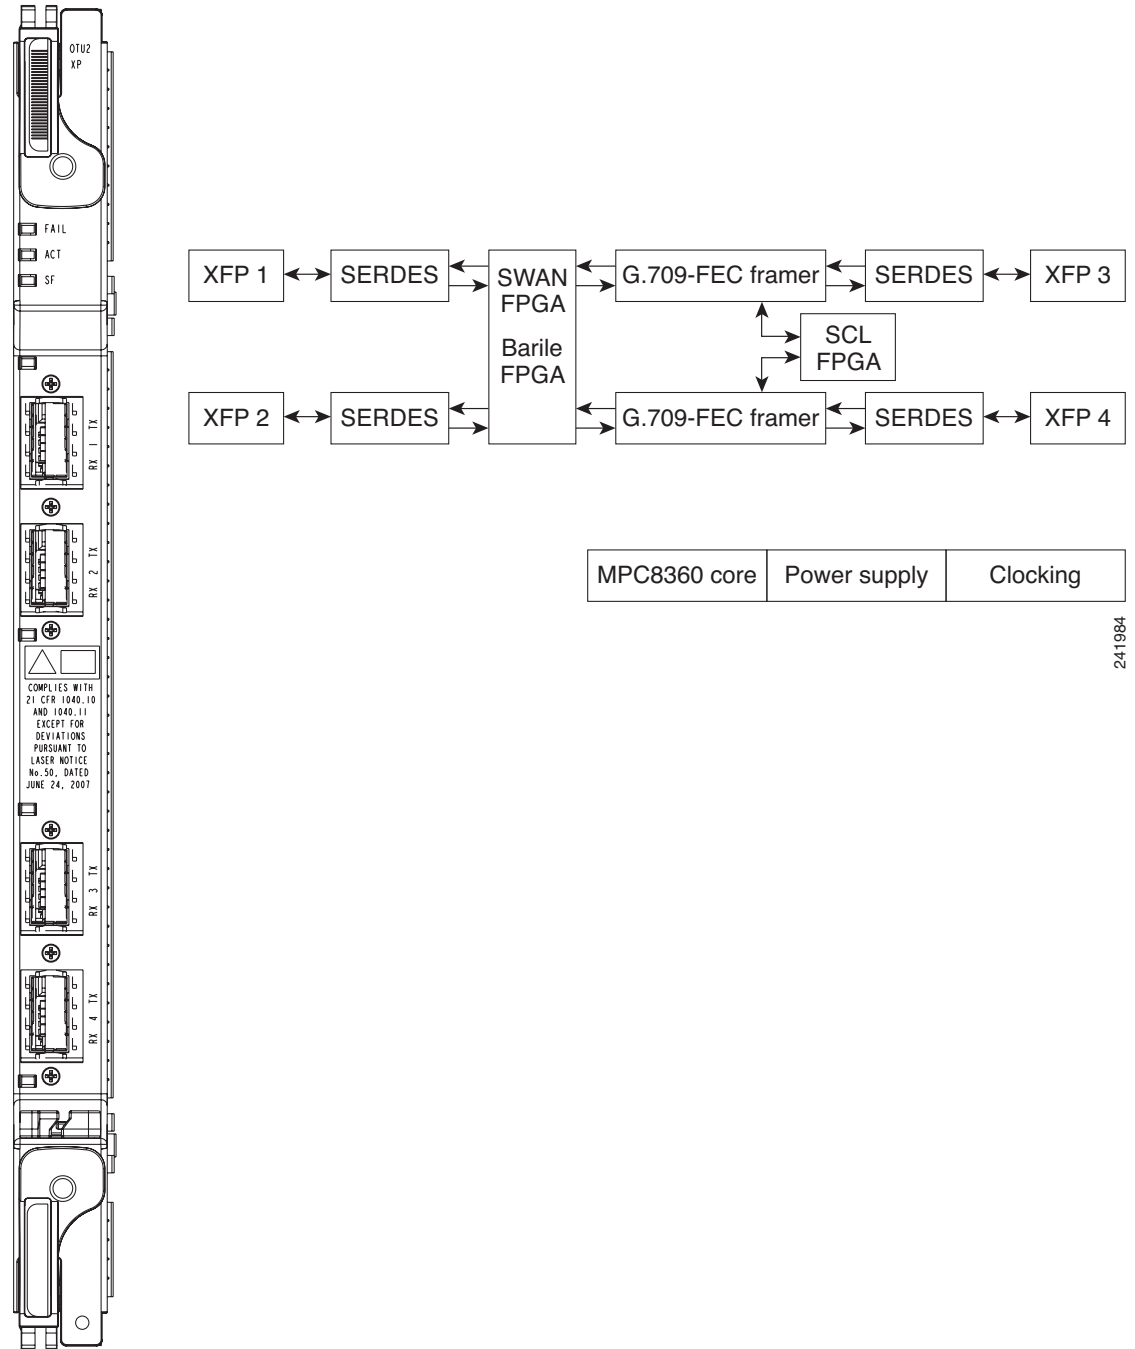 OTU2
XP
FAIL
ACT
SF
RX 1 TX
RX 2 TX
COMPLIES WITH
21 CFR 1040.10
AND 1040.11
EXCEPT FOR
DEVIATIONS
PURSUANT TO
LASER NOTICE
No.50, DATED
JUNE 24, 2007
RX 3 TX
RX 4 TX
XFP 1
SERDES
SWAN
FPGA
Barile
FPGA
G.709-FEC framer
SERDES
XFP 3
SCL
FPGA
XFP 2
SERDES
G.709-FEC framer
SERDES
XFP 4
MPC8360 core
Power supply
Clocking
241984